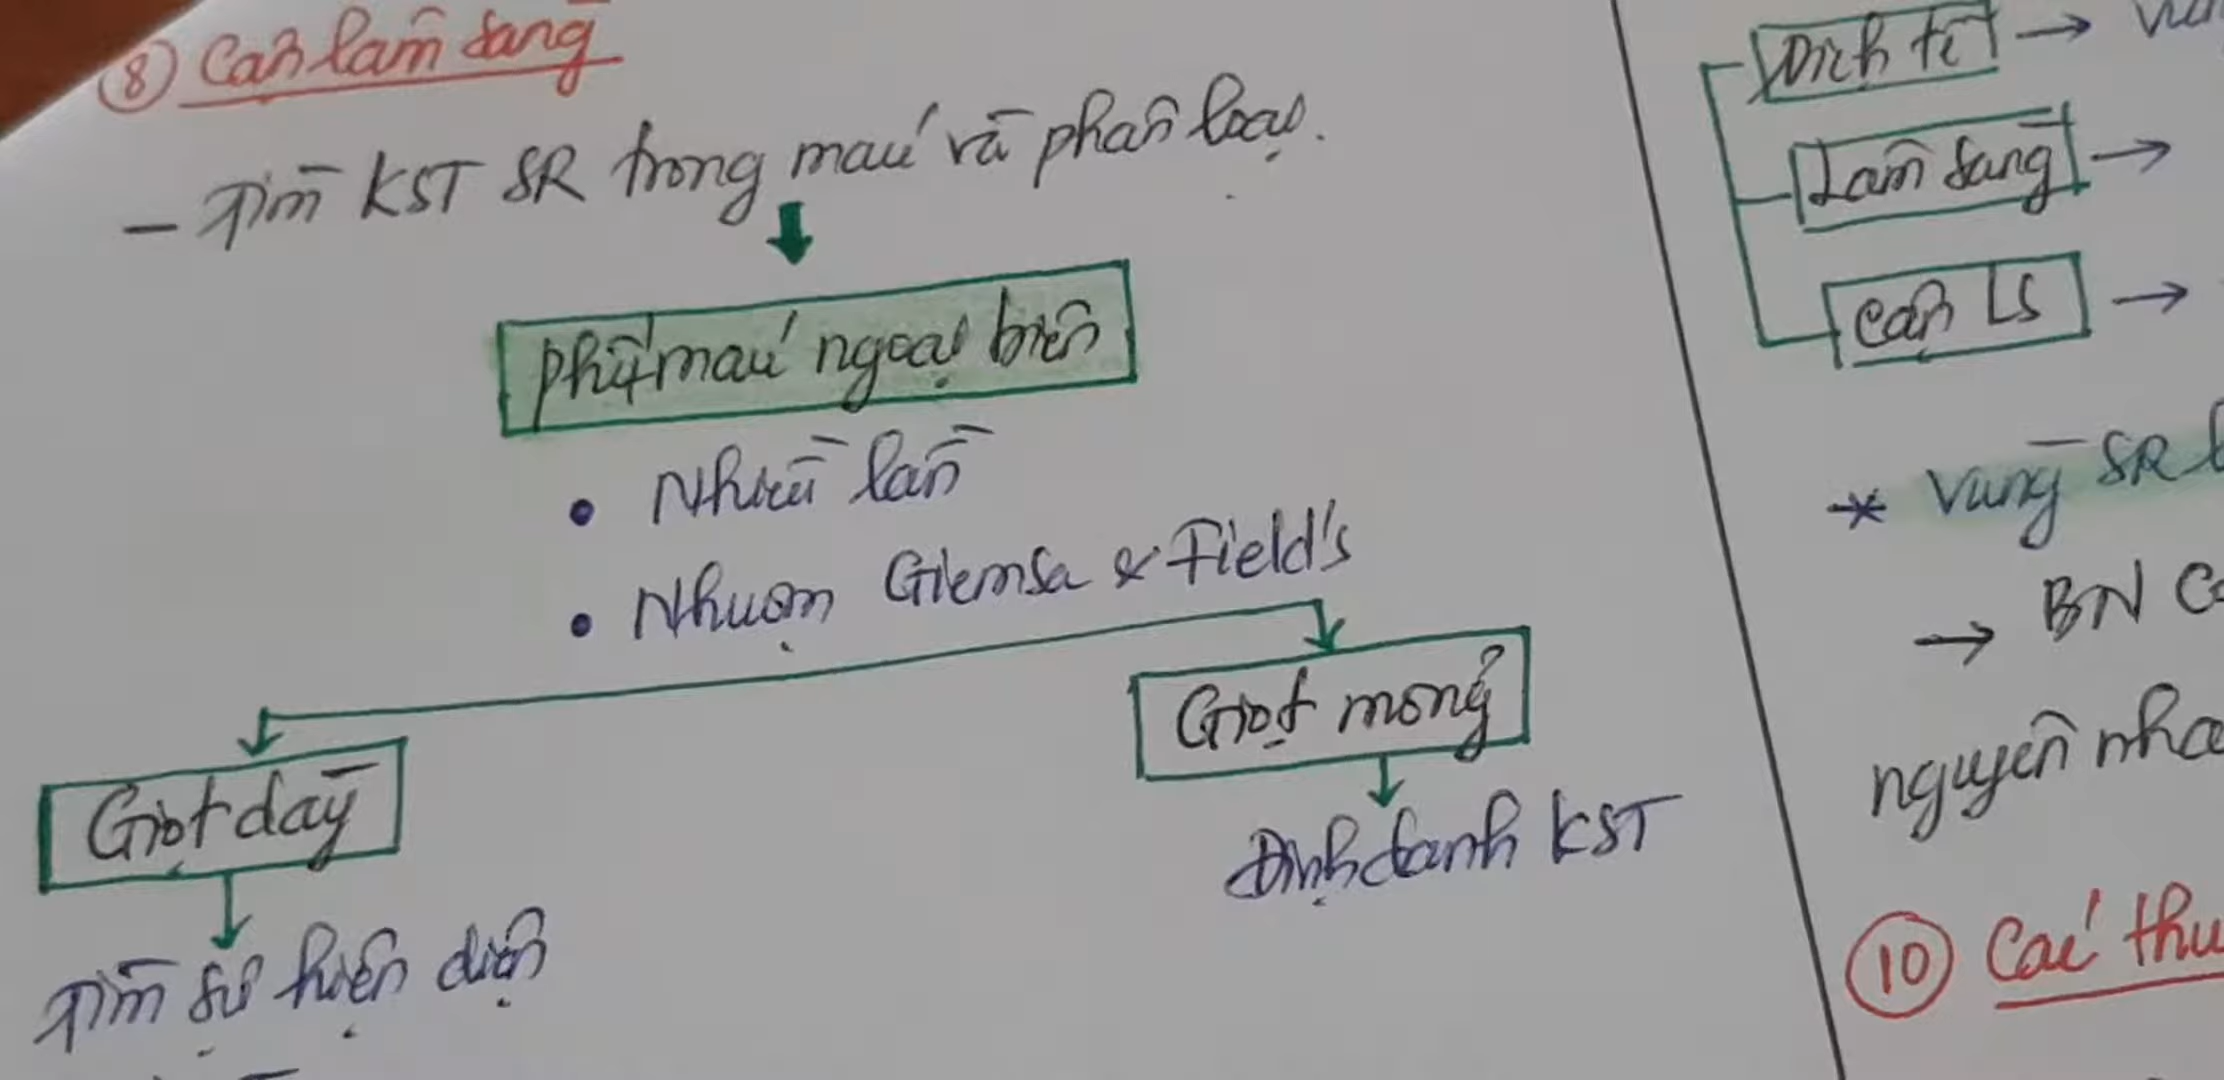 ⑧ Cận lâm sàng
- Tìm KST SR trong máu và phân loại.
phết máu ngoại biên
• Nhiều lần
• Nhuộm Giemsa & Field's
Giọt dày
Giọt mỏng
Tìm sự hiện diện
Định danh KST
Dịch tễ →
Lâm sàng →
Cận LS →
* Vùng SR
→ BN
nguyên
⑩ Các